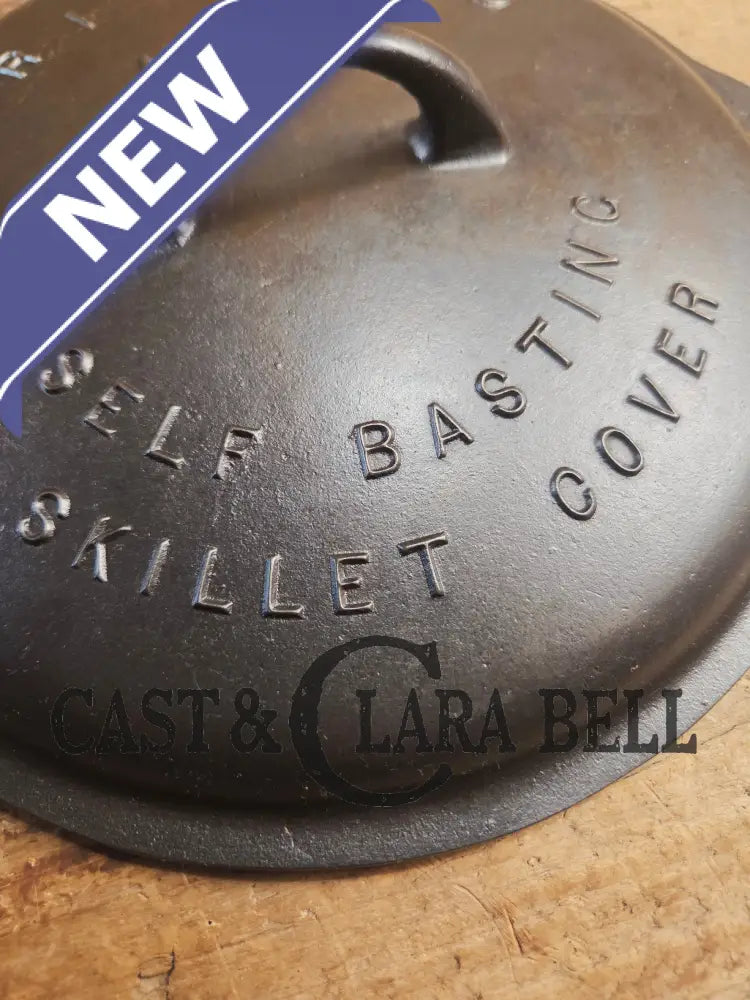 NEW
SELF BASTING
SKILLET COVER
CAST & CLARA BELL